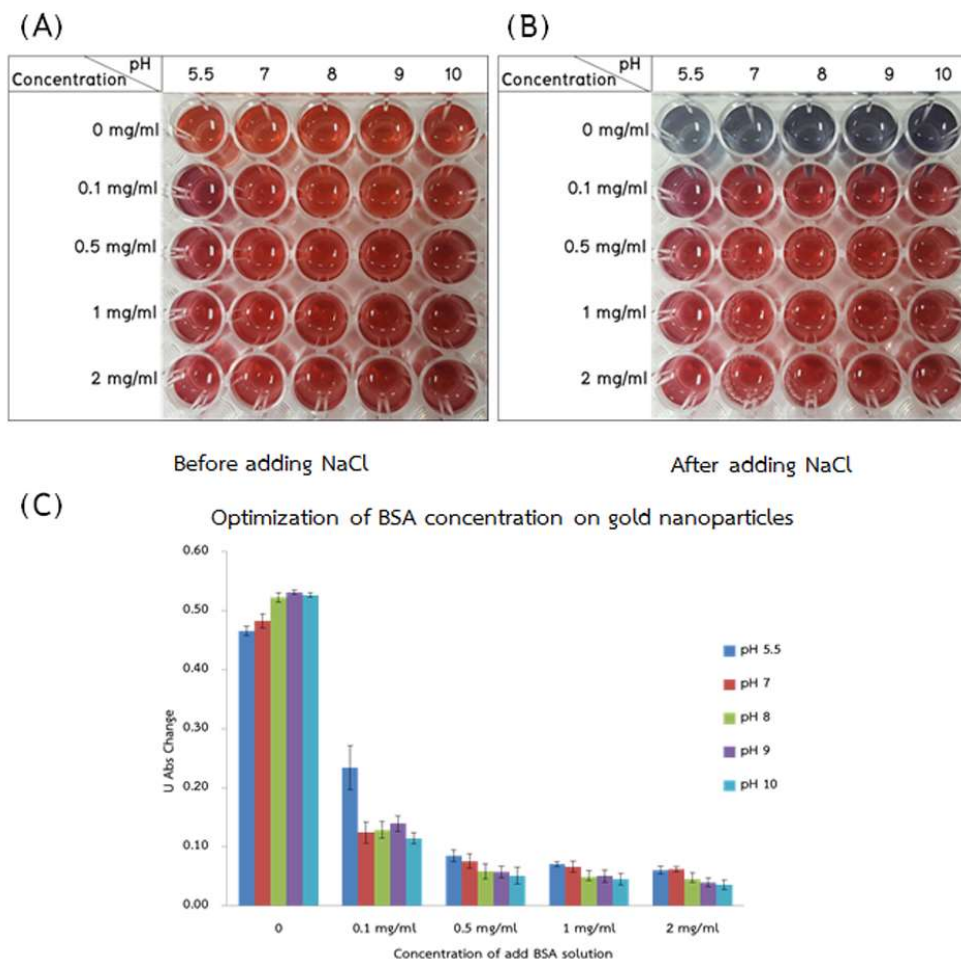 (A)
(B)
pH
Concentration
5.5 7 8 9 10
0 mg/ml
0.1 mg/ml
0.5 mg/ml
1 mg/ml
2 mg/ml
pH
Concentration
5.5 7 8 9 10
0 mg/ml
0.1 mg/ml
0.5 mg/ml
1 mg/ml
2 mg/ml
Before adding NaCl
After adding NaCl
(C)
Optimization of BSA concentration on gold nanoparticles
0.60
0.50
0.40
0.30
0.20
0.10
0.00
U Abs Change
pH 5.5
pH 7
pH 8
pH 9
pH 10
0 0.1 mg/ml 0.5 mg/ml 1 mg/ml 2 mg/ml
Concentration of add BSA solution